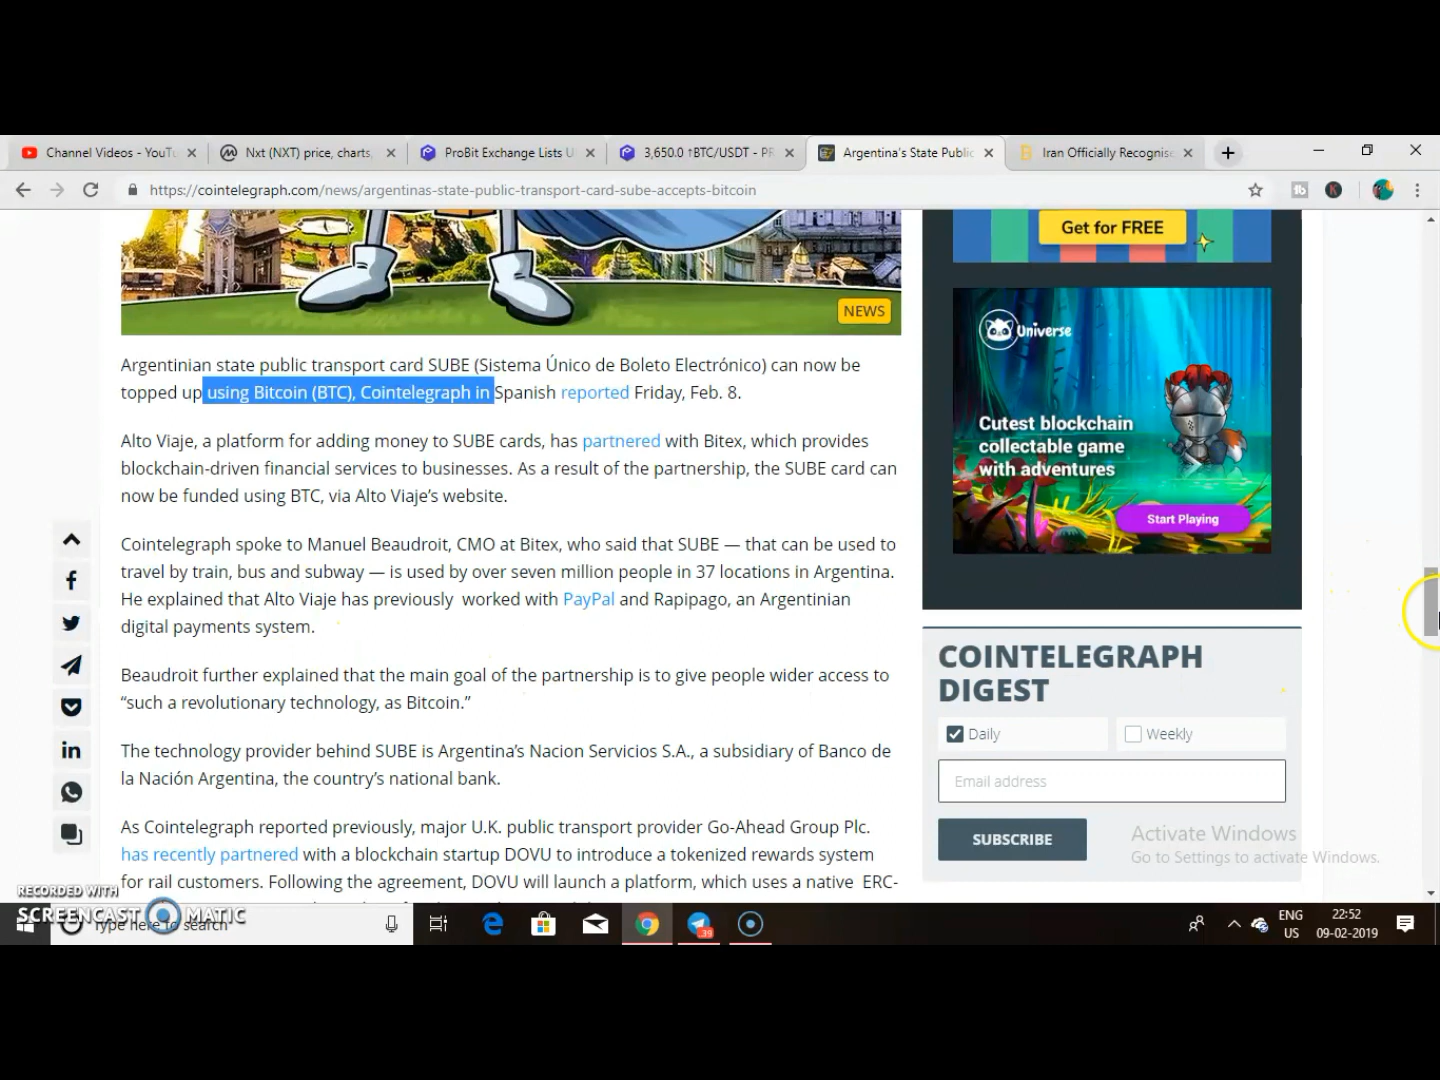 Channel Videos - YouTu
Nxt (NXT) price, charts,
ProBit Exchange Lists U
3,650.0 ↑BTC/USDT - PR
Argentina's State Public
Iran Officially Recognise
https://cointelegraph.com/news/argentinas-state-public-transport-card-sube-accepts-bitcoin
NEWS
Argentinian state public transport card SUBE (Sistema Único de Boleto Electrónico) can now be
topped up using Bitcoin (BTC), Cointelegraph in Spanish reported Friday, Feb. 8.
Alto Viaje, a platform for adding money to SUBE cards, has partnered with Bitex, which provides
blockchain-driven financial services to businesses. As a result of the partnership, the SUBE card can
now be funded using BTC, via Alto Viaje’s website.
Cointelegraph spoke to Manuel Beaudroit, CMO at Bitex, who said that SUBE — that can be used to
travel by train, bus and subway — is used by over seven million people in 37 locations in Argentina.
He explained that Alto Viaje has previously worked with PayPal and Rapipago, an Argentinian
digital payments system.
Beaudroit further explained that the main goal of the partnership is to give people wider access to
“such a revolutionary technology, as Bitcoin.”
The technology provider behind SUBE is Argentina’s Nacion Servicios S.A., a subsidiary of Banco de
la Nación Argentina, the country’s national bank.
As Cointelegraph reported previously, major U.K. public transport provider Go-Ahead Group Plc.
has recently partnered with a blockchain startup DOVU to introduce a tokenized rewards system
for rail customers. Following the agreement, DOVU will launch a platform, which uses a native ERC-
Get for FREE
Universe
Cutest blockchain
collectable game
with adventures
Start Playing
COINTELEGRAPH
DIGEST
Daily
Weekly
Email address
SUBSCRIBE
Activate Windows
Go to Settings to activate Windows.
RECORDED WITH
SCREENCAST MATIC
Type here to search
39
ENG
US
22:52
09-02-2019